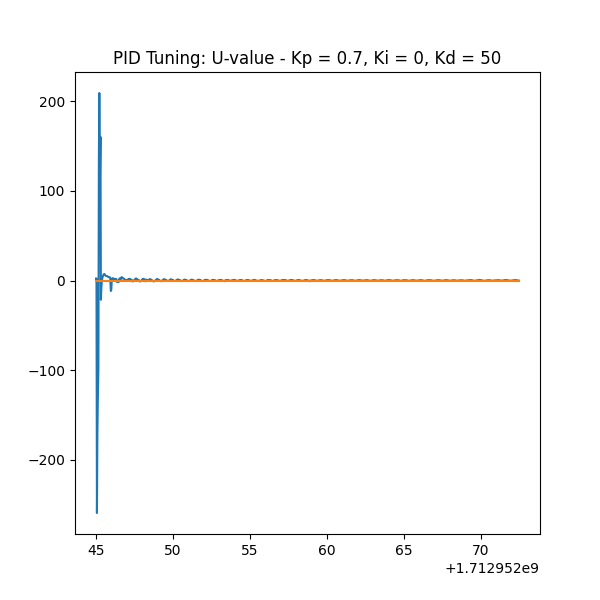 PID Tuning: U-value - Kp = 0.7, Ki = 0, Kd = 50
200
100
0
−100
−200
45 50 55 60 65 70
+1.712952e9